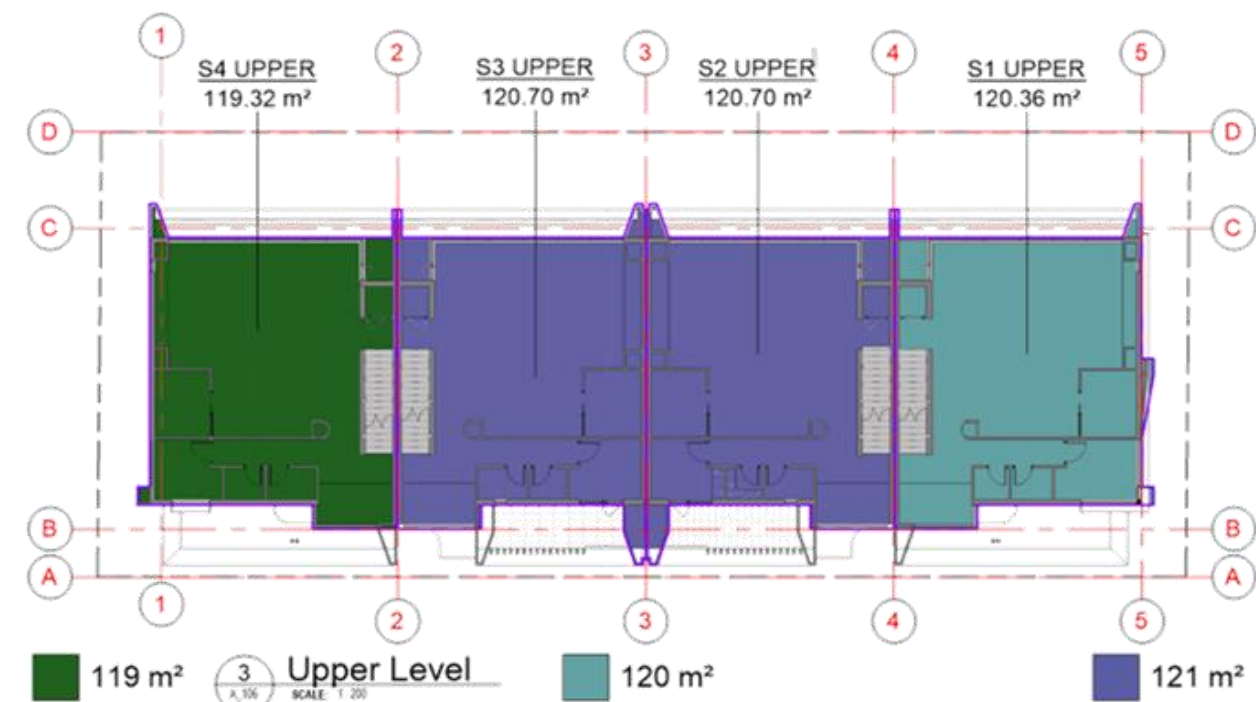 1
2
3
4
5
S4 UPPER
119.32 m²
S3 UPPER
120.70 m²
S2 UPPER
120.70 m²
S1 UPPER
120.36 m²
D
D
C
C
B
B
A
A
1
2
3
4
5
119 m²
3
A_106
Upper Level
SCALE: 1 : 200
120 m²
121 m²